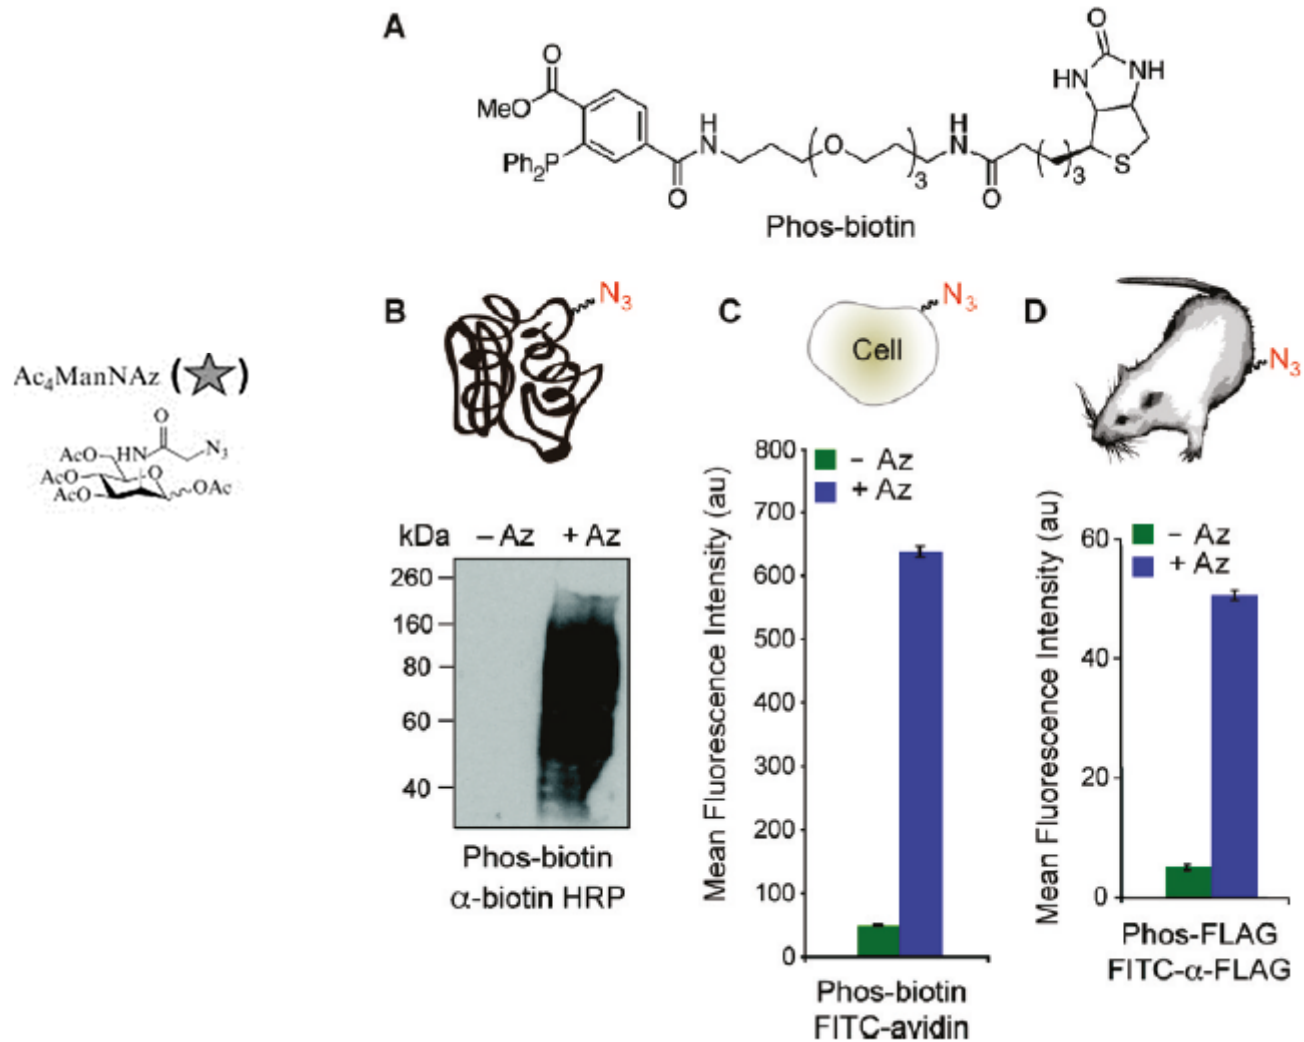 A
O
MeO
O
Ph₂P
H
N
O
O
3
H
N
O
3
S
HN
NH
O
Phos-biotin
Ac₄ManNAz (★)
O
AcO
HN
N₃
AcO
AcO
O
OAc
B
N₃
kDa
– Az
+ Az
260
160
80
60
40
Phos-biotin
α-biotin HRP
C
N₃
Cell
Mean Fluorescence Intensity (au)
800
700
600
500
400
300
200
100
0
- Az
+ Az
Phos-biotin
FITC-avidin
D
N₃
Mean Fluorescence Intensity (au)
60
40
20
0
- Az
+ Az
Phos-FLAG
FITC-α-FLAG